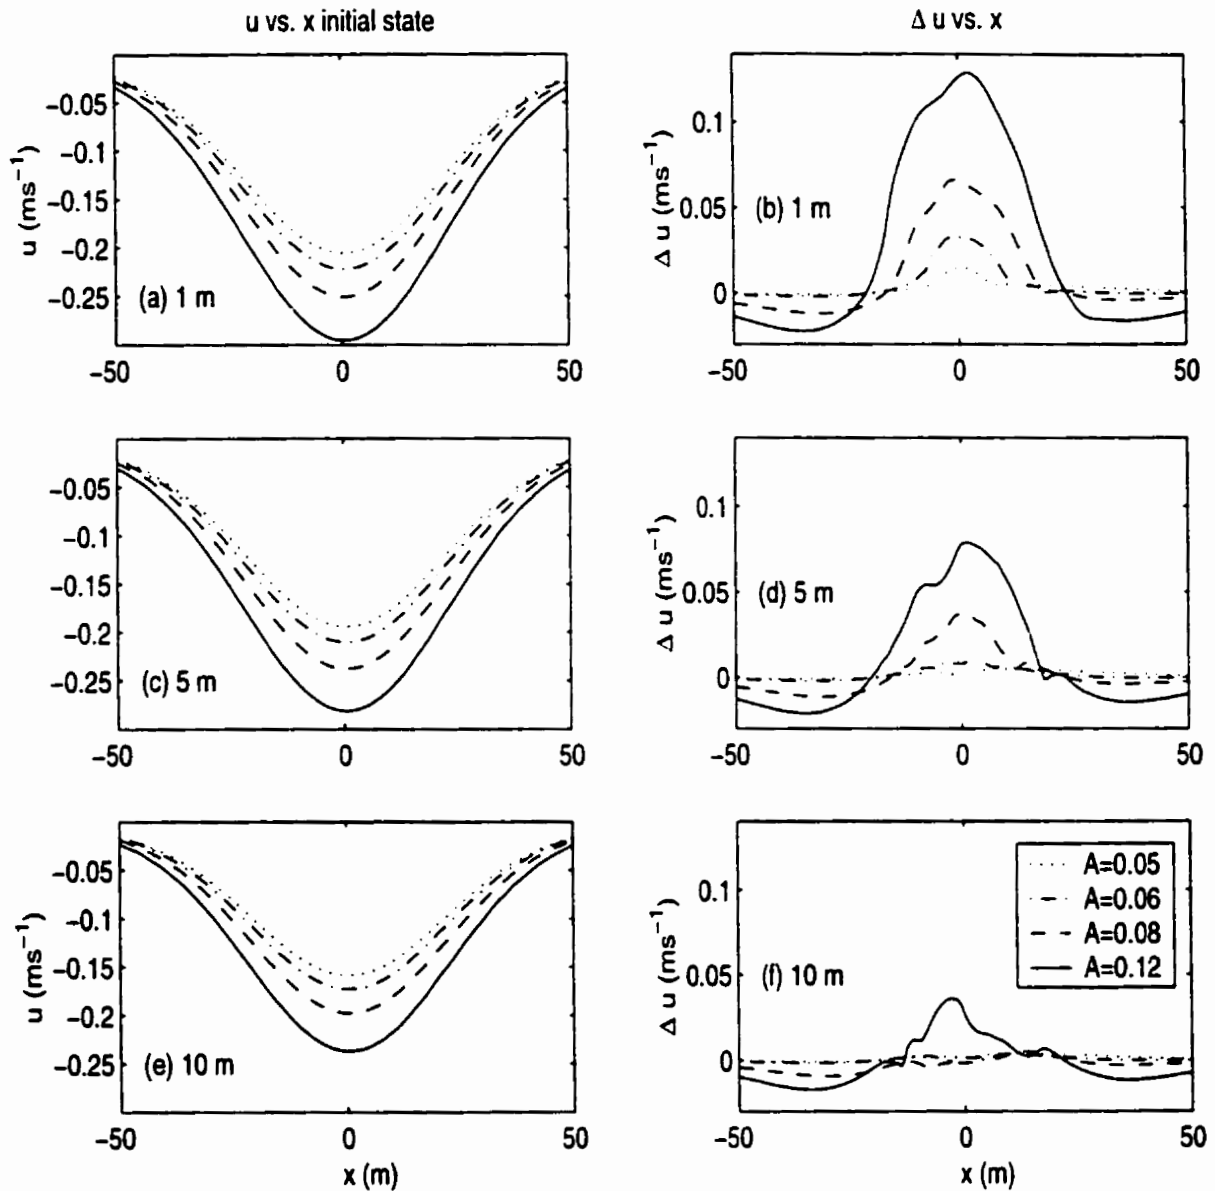 u vs. x initial state
Δ u vs. x
−0.05
−0.1
−0.15
−0.2
−0.25
u (ms⁻¹)
(a) 1 m
−50
0
50
0.1
0.05
0
Δ u (ms⁻¹)
(b) 1 m
−50
0
50
−0.05
−0.1
−0.15
−0.2
−0.25
u (ms⁻¹)
(c) 5 m
−50
0
50
0.1
0.05
0
Δ u (ms⁻¹)
(d) 5 m
−50
0
50
−0.05
−0.1
−0.15
−0.2
−0.25
u (ms⁻¹)
(e) 10 m
−50
0
50
x (m)
0.1
0.05
0
Δ u (ms⁻¹)
(f) 10 m
A=0.05
A=0.06
A=0.08
A=0.12
−50
0
50
x (m)